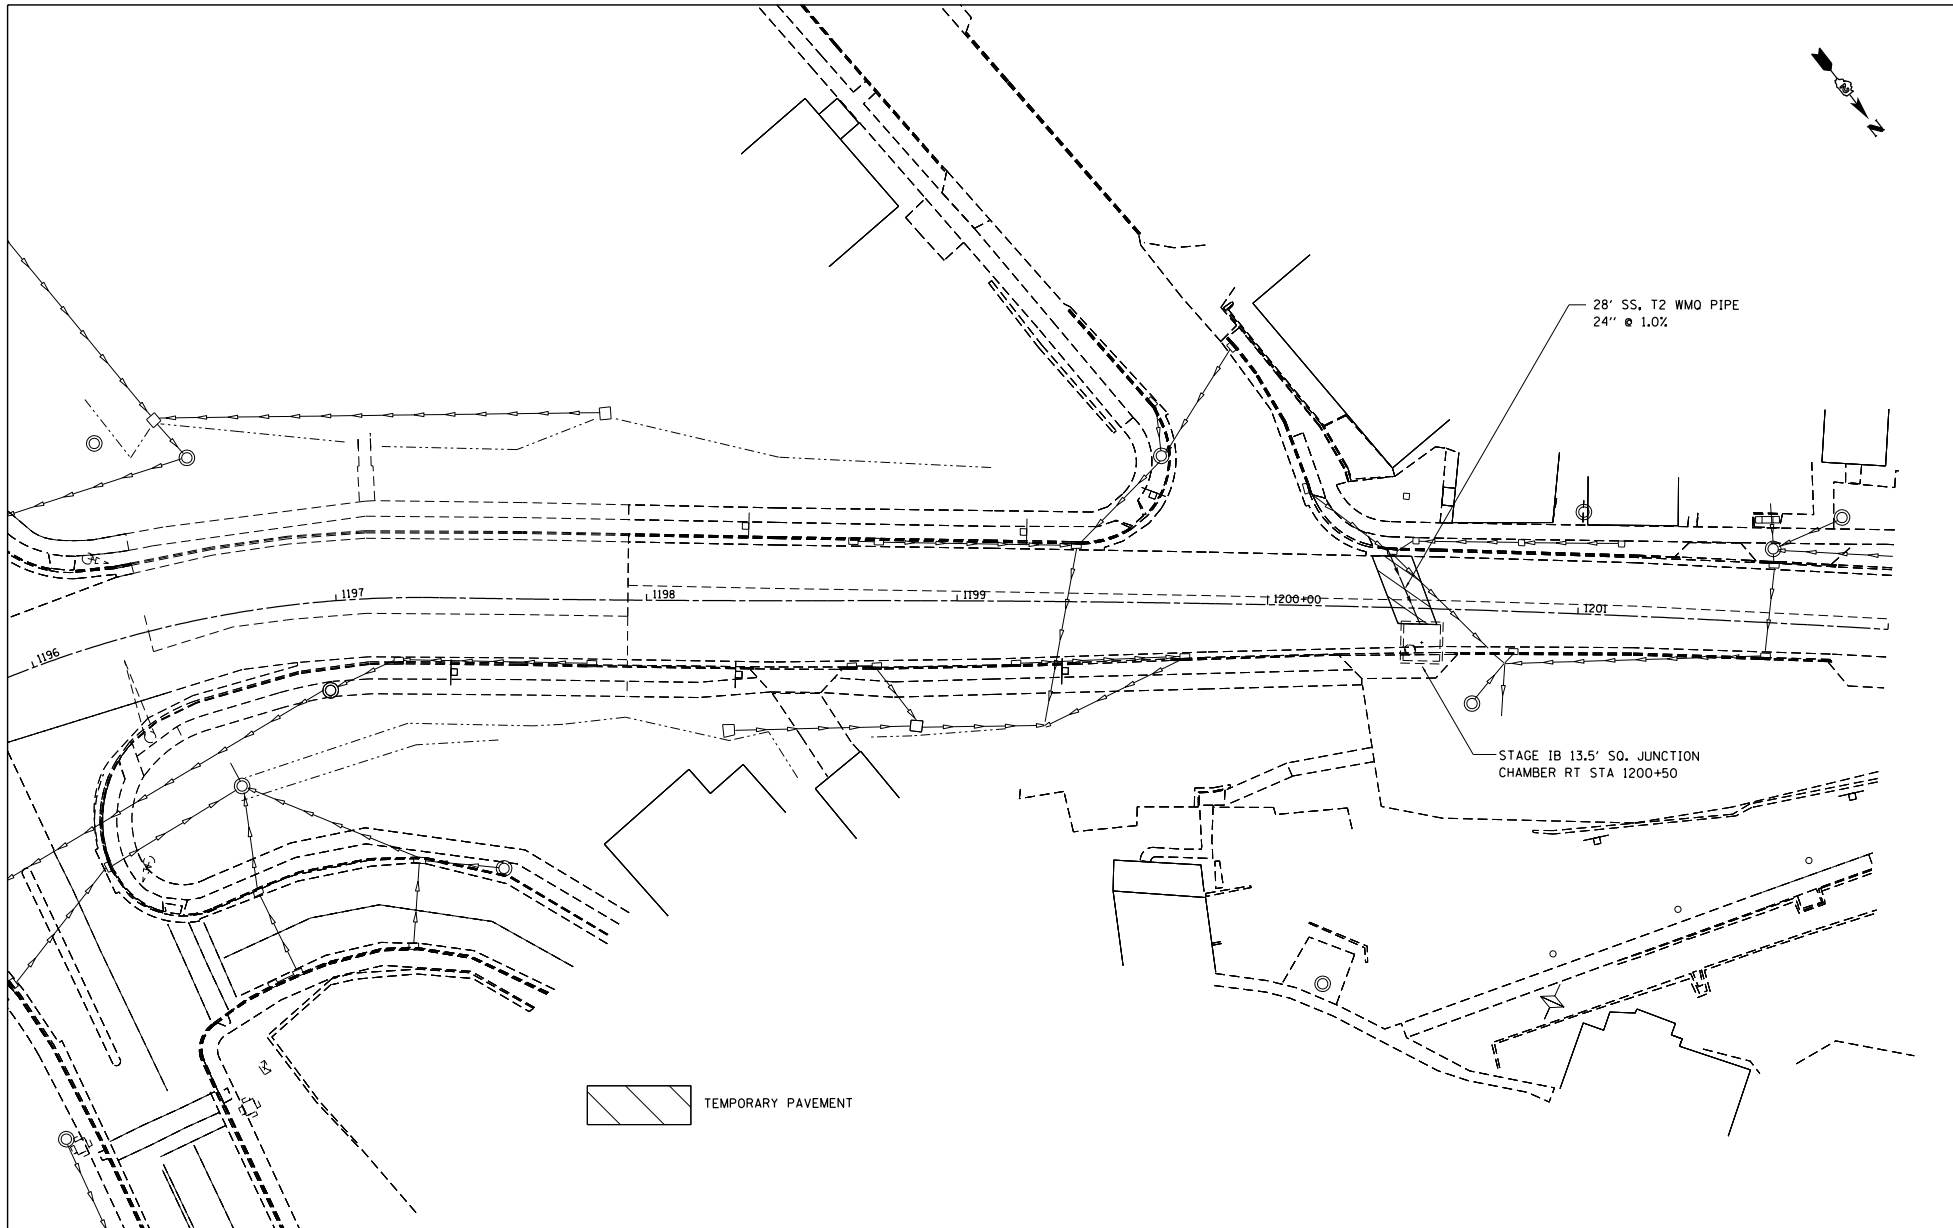 N
28' SS, T2 WMQ PIPE
24" @ 1.0%
1196
1197
1198
1199
1200+00
1201
STAGE IB 13.5' SQ. JUNCTION
CHAMBER RT STA 1200+50
TEMPORARY PAVEMENT